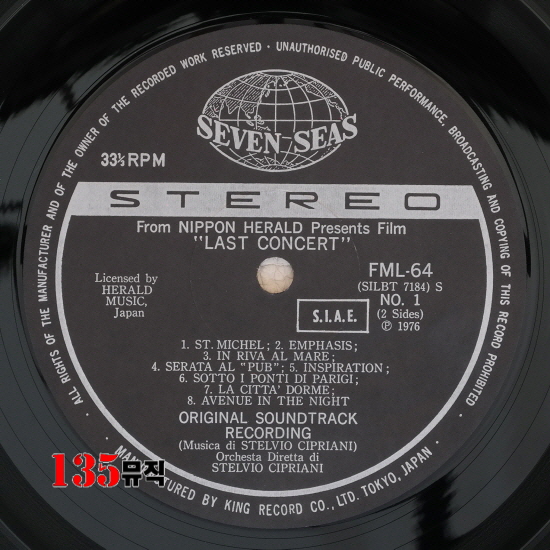 ALL RIGHTS OF THE MANUFACTURER AND OF THE OWNER OF THE RECORDED WORK RESERVED · UNAUTHORISED PUBLIC PERFORMANCE, BROADCASTING AND COPYING OF THIS RECORD PROHIBITED
SEVEN-SEAS
33⅓ RPM
STEREO
From NIPPON HERALD Presents Film
"LAST CONCERT"
Licensed by
HERALD
MUSIC,
Japan
FML-64
(SILBT 7184) S
S.I.A.E.
NO. 1
(2 Sides)
Ⓟ 1976
1. ST. MICHEL; 2. EMPHASIS;
3. IN RIVA AL MARE;
4. SERATA AL "PUB"; 5. INSPIRATION;
6. SOTTO I PONTI DI PARIGI;
7. LA CITTA' DORME;
8. AVENUE IN THE NIGHT
ORIGINAL SOUNDTRACK
RECORDING
(Musica di STELVIO CIPRIANI)
Orchestra Diretta di
STELVIO CIPRIANI
135뮤직
MANUFACTURED BY KING RECORD CO., LTD. TOKYO, JAPAN